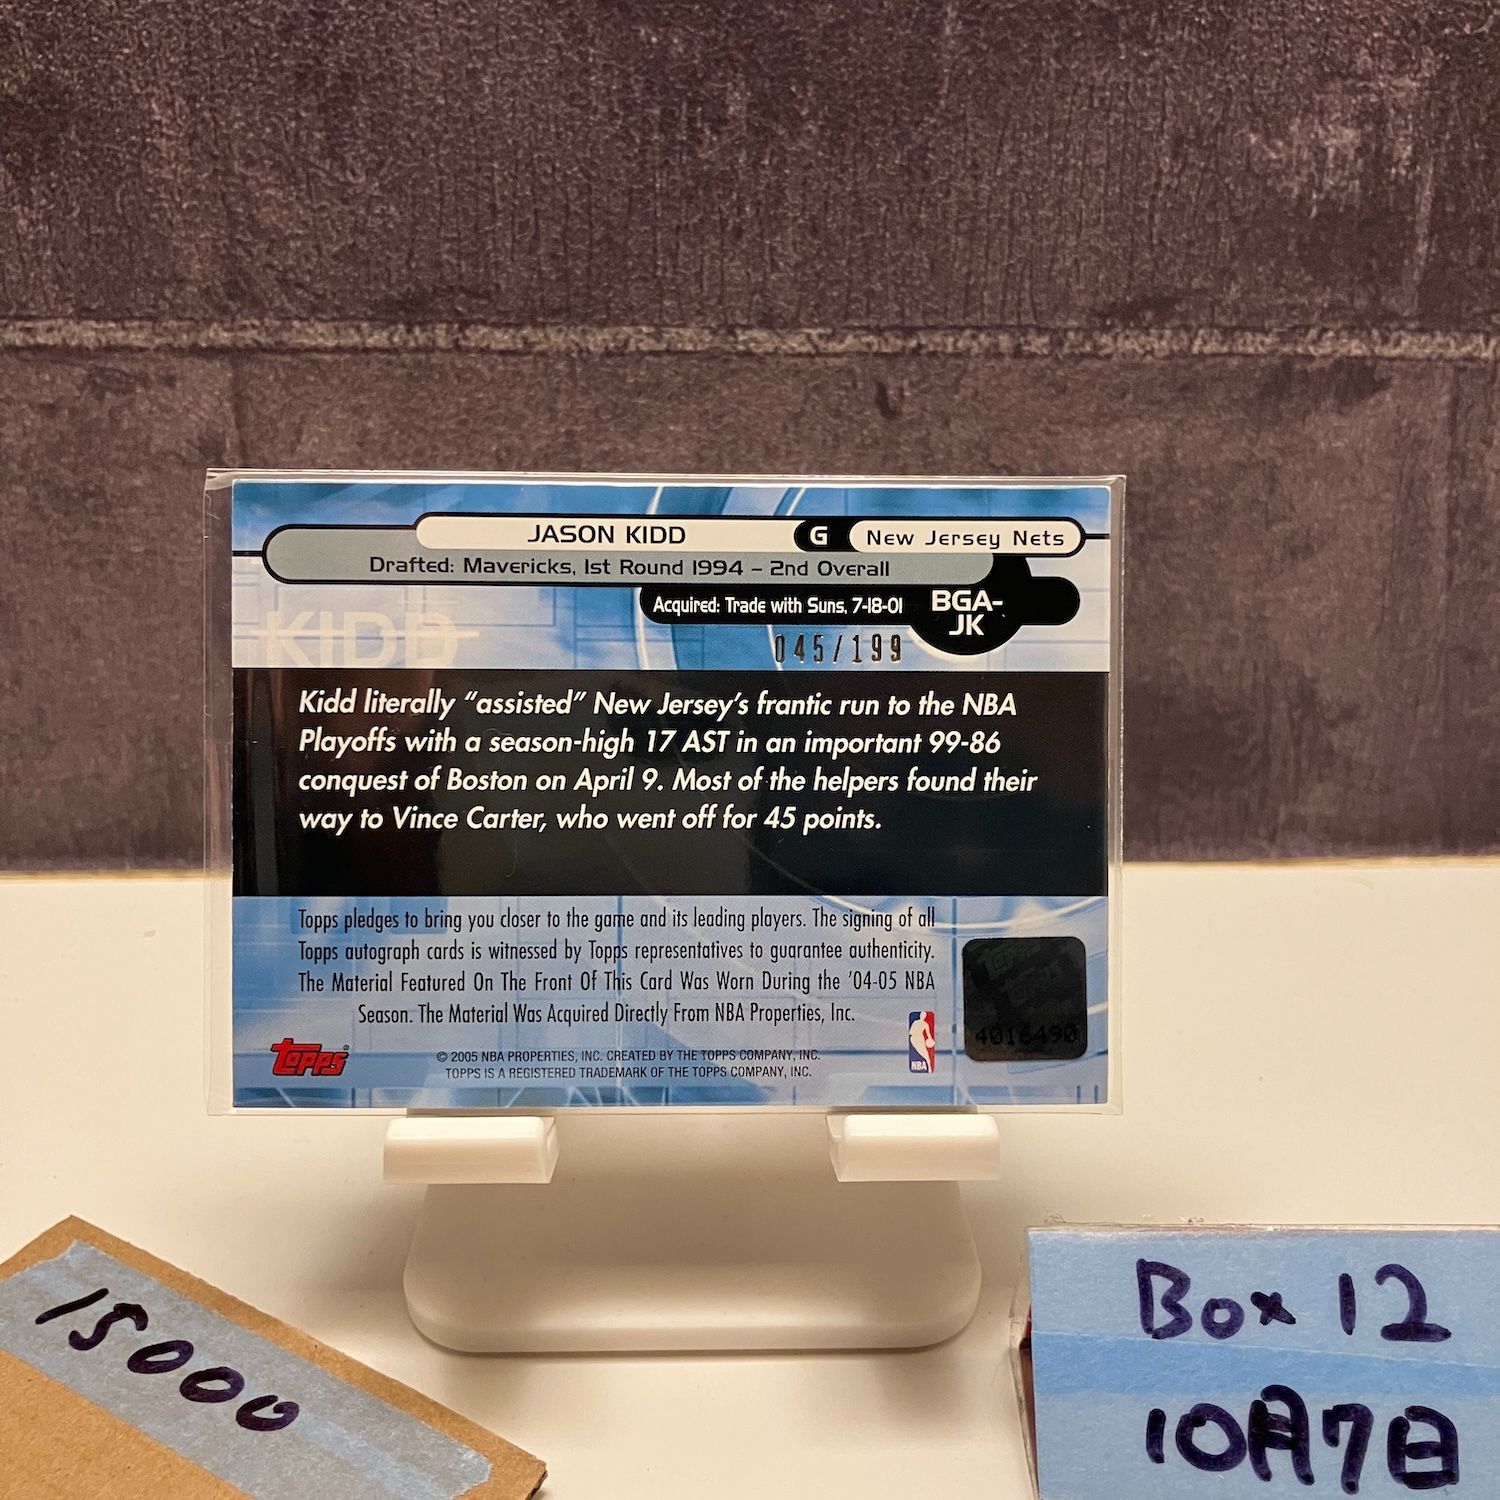 JASON KIDD G New Jersey Nets
Drafted: Mavericks, 1st Round 1994 – 2nd Overall
Acquired: Trade with Suns, 7-18-01
BGA-
JK
KIDD
045/199
Kidd literally “assisted” New Jersey’s frantic run to the NBA
Playoffs with a season-high 17 AST in an important 99-86
conquest of Boston on April 9. Most of the helpers found their
way to Vince Carter, who went off for 45 points.
Topps pledges to bring you closer to the game and its leading players. The signing of all
Topps autograph cards is witnessed by Topps representatives to guarantee authenticity.
The Material Featured On The Front Of This Card Was Worn During the ’04-05 NBA
Season. The Material Was Acquired Directly From NBA Properties, Inc.
Topps®
© 2005 NBA PROPERTIES, INC. CREATED BY THE TOPPS COMPANY, INC.
TOPPS IS A REGISTERED TRADEMARK OF THE TOPPS COMPANY, INC.
NBA
4016490
15000
Box 12
10月7日